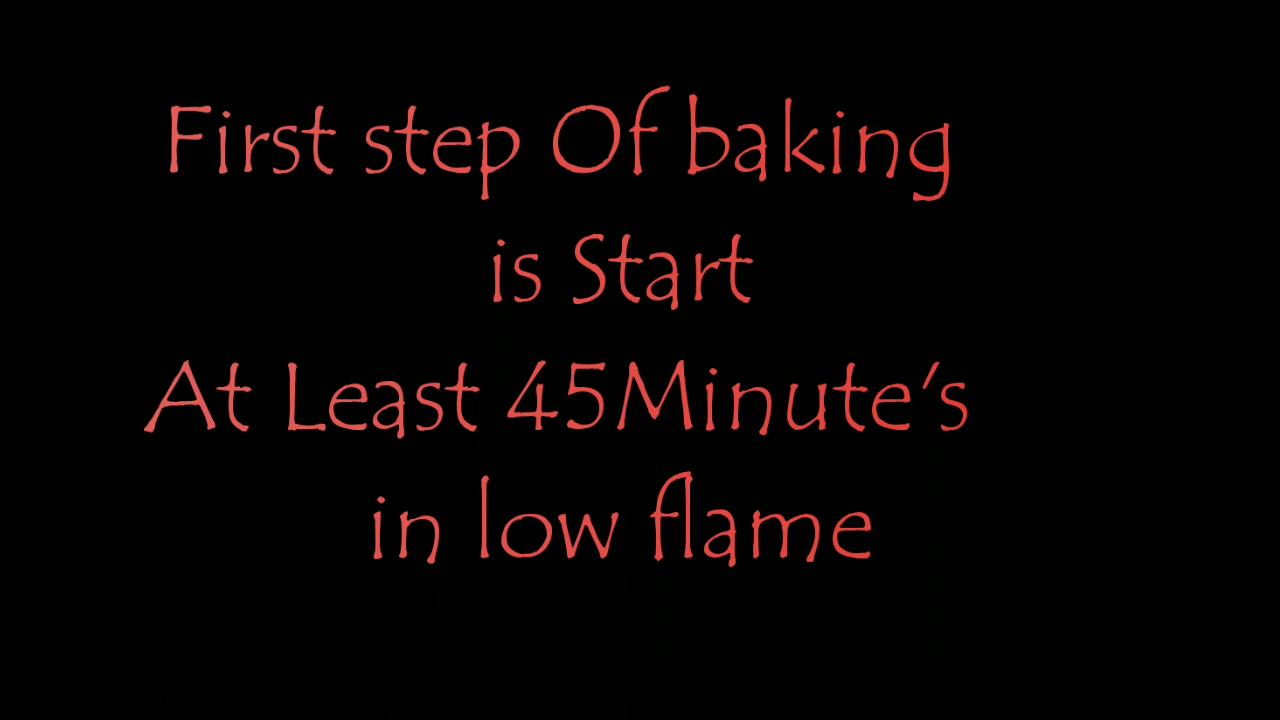 First step Of baking
is Start
At Least 45Minute's
in low flame